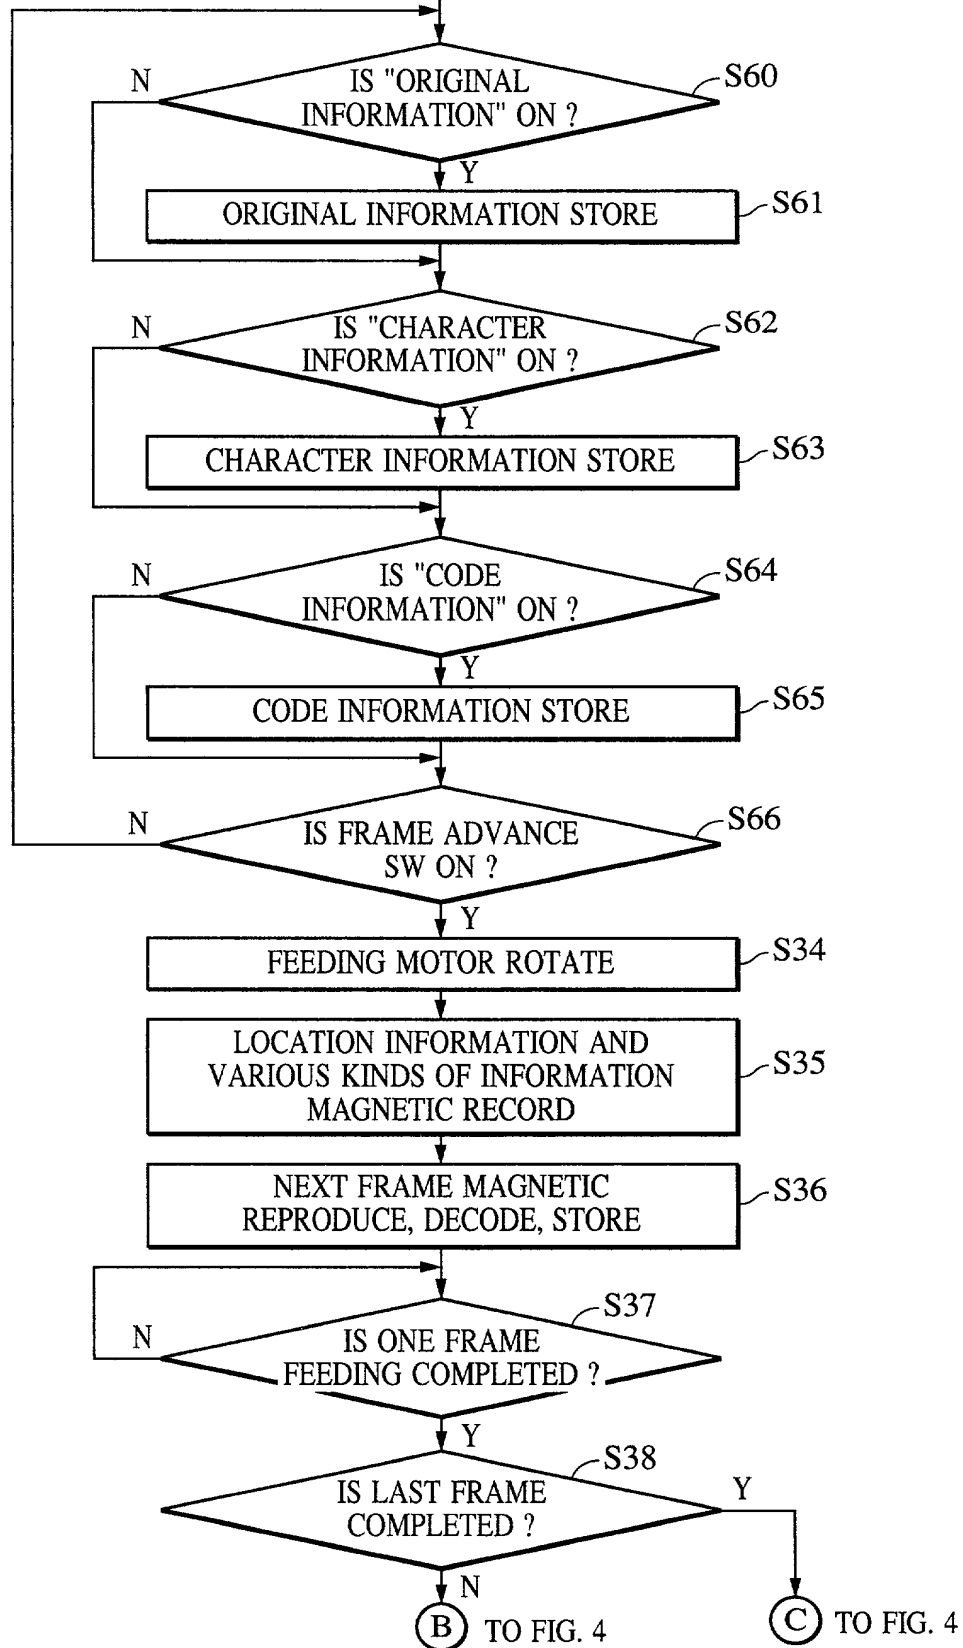 N
IS "ORIGINAL
INFORMATION" ON ?
S60
Y
ORIGINAL INFORMATION STORE
S61
N
IS "CHARACTER
INFORMATION" ON ?
S62
Y
CHARACTER INFORMATION STORE
S63
N
IS "CODE
INFORMATION" ON ?
S64
Y
CODE INFORMATION STORE
S65
N
IS FRAME ADVANCE
SW ON ?
S66
Y
FEEDING MOTOR ROTATE
S34
LOCATION INFORMATION AND
VARIOUS KINDS OF INFORMATION
MAGNETIC RECORD
S35
NEXT FRAME MAGNETIC
REPRODUCE, DECODE, STORE
S36
S37
N
IS ONE FRAME
FEEDING COMPLETED ?
Y
S38
IS LAST FRAME
COMPLETED ?
Y
N
B TO FIG. 4
C TO FIG. 4